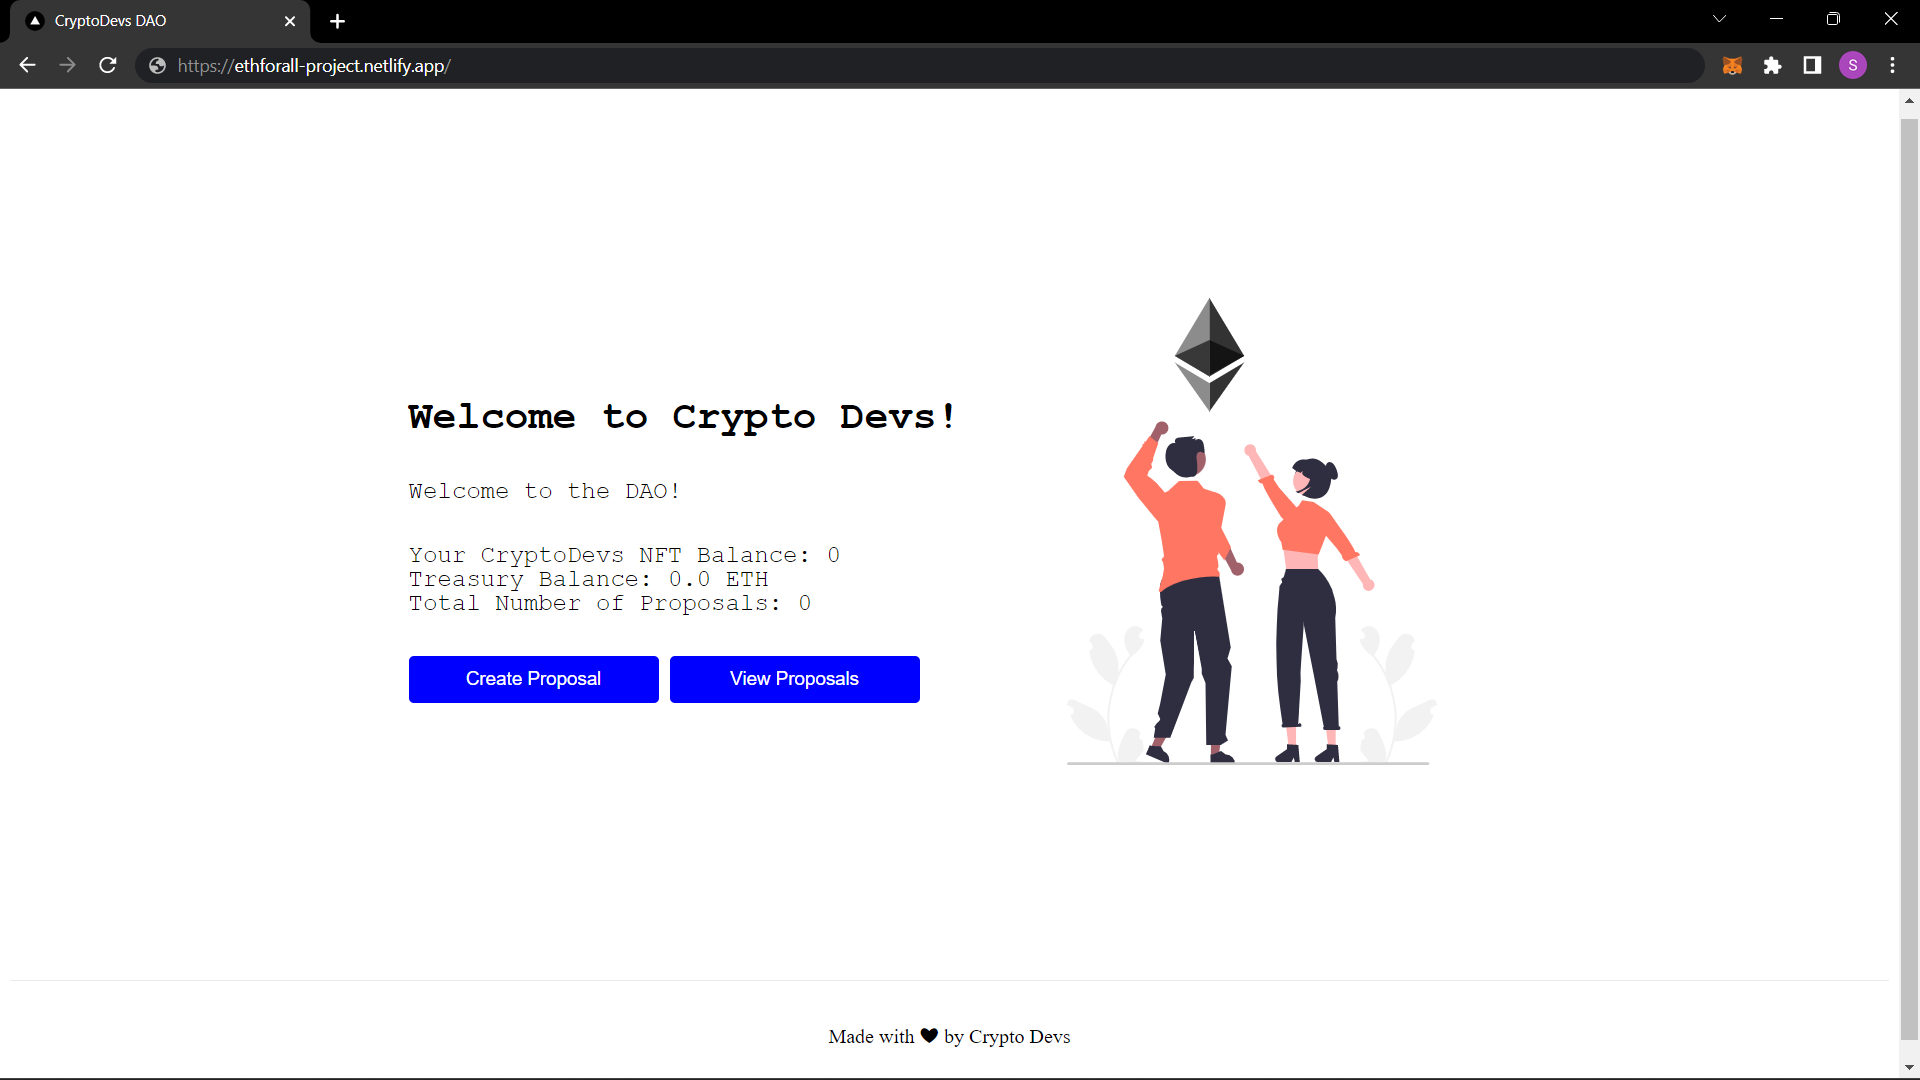 CryptoDevs DAO
https://ethforall-project.netlify.app/
S
Welcome to Crypto Devs!
Welcome to the DAO!
Your CryptoDevs NFT Balance: 0
Treasury Balance: 0.0 ETH
Total Number of Proposals: 0
Create Proposal
View Proposals
Made with 🖤 by Crypto Devs